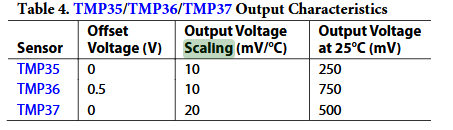 Table 4. TMP35/TMP36/TMP37 Output Characteristics
Offset Output Voltage Output Voltage
Sensor Voltage (V) Scaling (mV/°C) at 25°C (mV)
TMP35 0 10 250
TMP36 0.5 10 750
TMP37 0 20 500